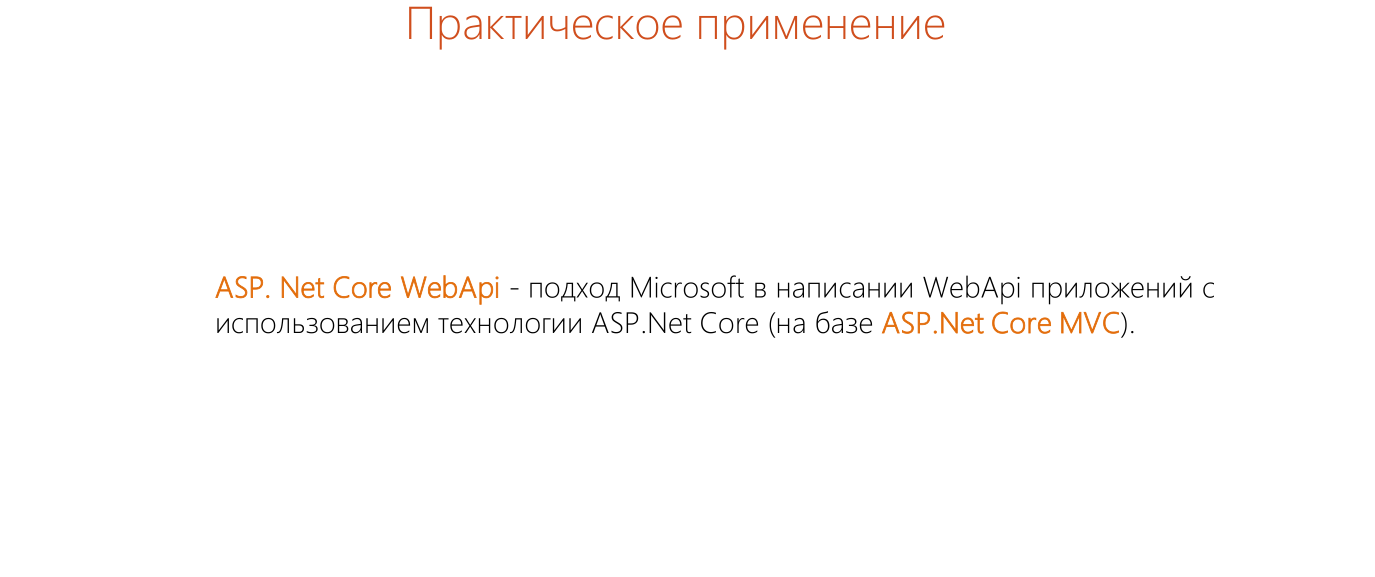 Практическое применение
ASP. Net Core WebApi - подход Microsoft в написании WebApi приложений с
использованием технологии ASP.Net Core (на базе ASP.Net Core MVC).